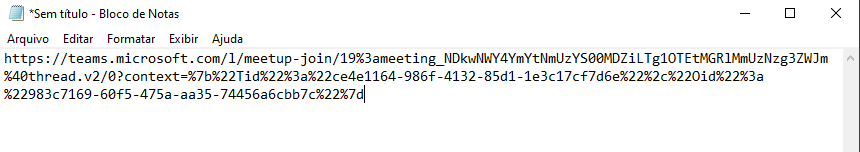 *Sem título - Bloco de Notas
Arquivo Editar Formatar Exibir Ajuda
https://teams.microsoft.com/l/meetup-join/19%3ameeting_NDkwNWY4YmYtNmUzYS00MDZiLTg1OTEtMGRlMmUzNzg3ZWJm
%40thread.v2/0?context=%7b%22Tid%22%3a%22ce4e1164-986f-4132-85d1-1e3c17cf7d6e%22%2c%22Oid%22%3a
%22983c7169-60f5-475a-aa35-74456a6cbb7c%22%7d